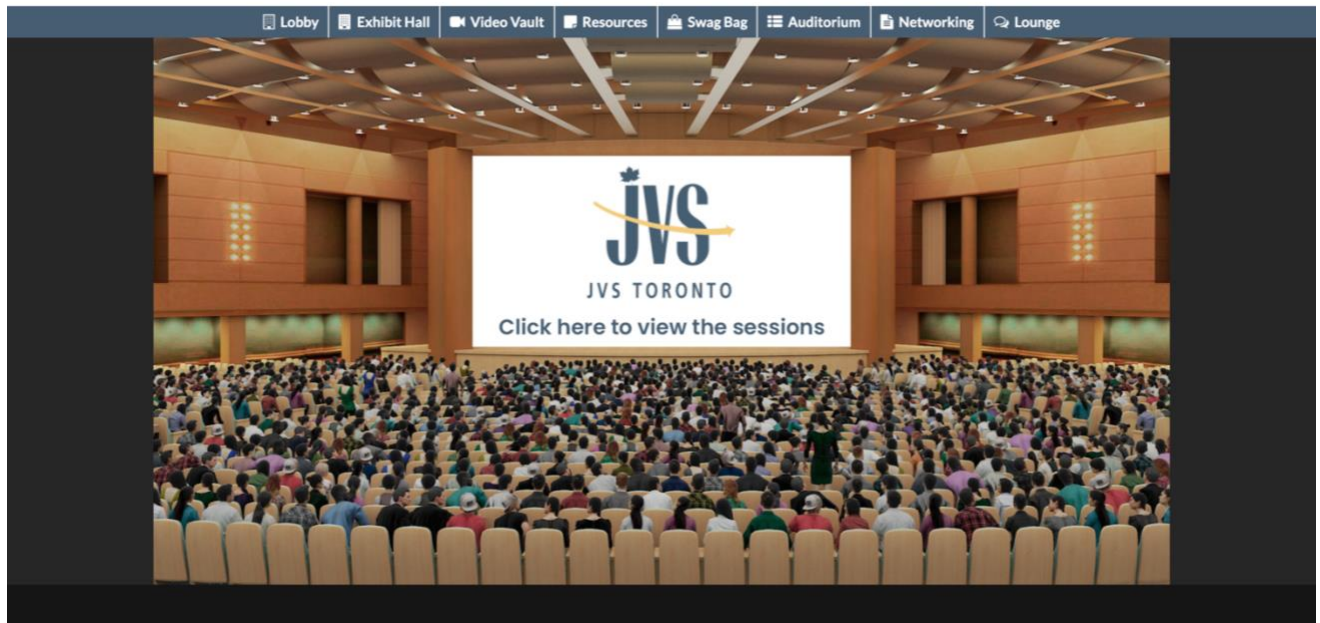 Lobby Exhibit Hall Video Vault Resources Swag Bag Auditorium Networking Lounge
JVS
JVS TORONTO
Click here to view the sessions